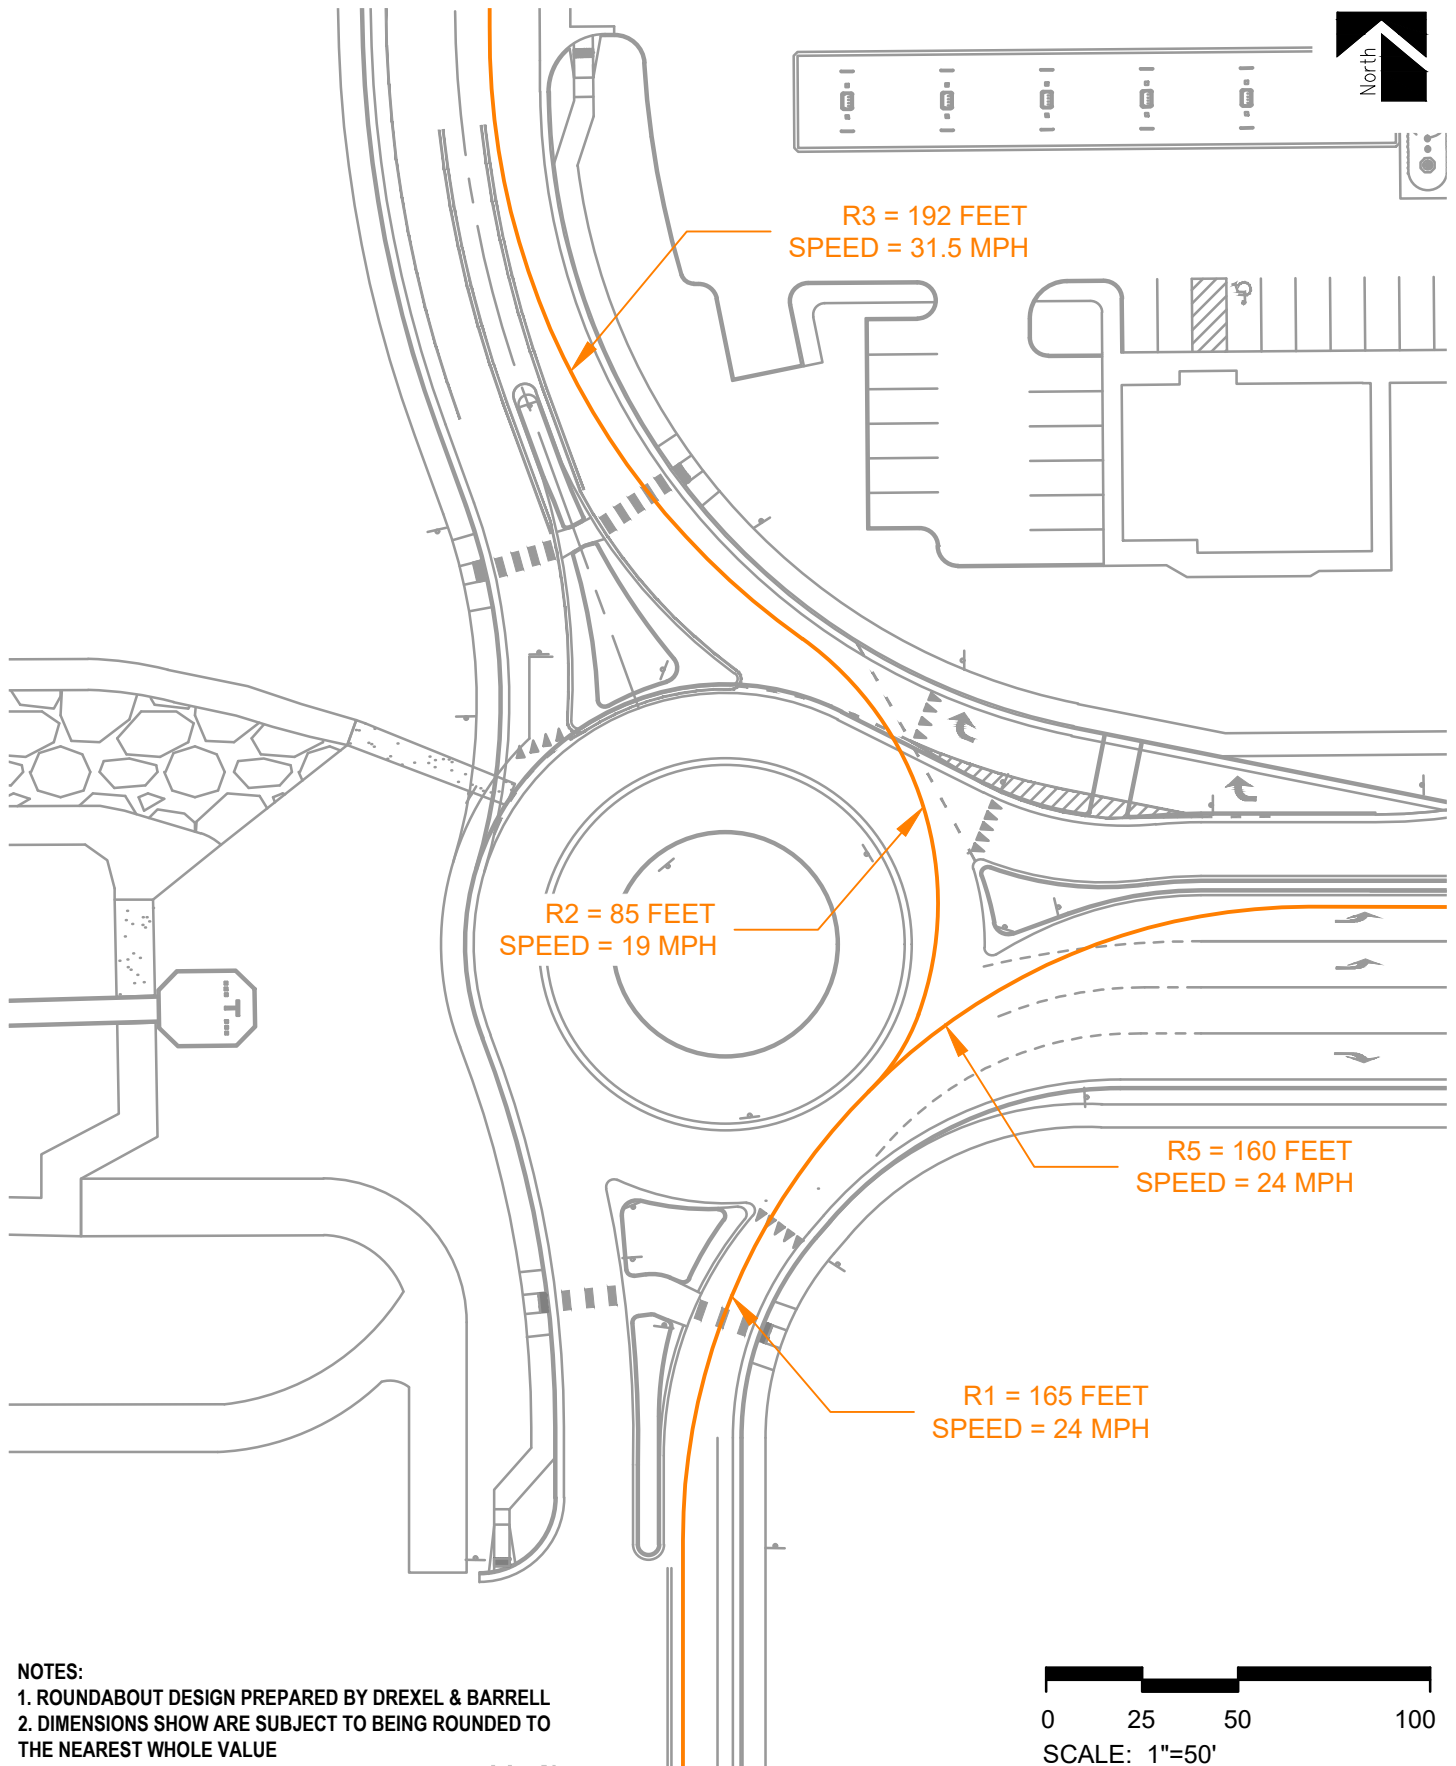 North
R3 = 192 FEET
SPEED = 31.5 MPH
R2 = 85 FEET
SPEED = 19 MPH
R5 = 160 FEET
SPEED = 24 MPH
R1 = 165 FEET
SPEED = 24 MPH
NOTES:
1. ROUNDABOUT DESIGN PREPARED BY DREXEL & BARRELL
2. DIMENSIONS SHOW ARE SUBJECT TO BEING ROUNDED TO
THE NEAREST WHOLE VALUE
0 25 50 100
SCALE: 1"=50'